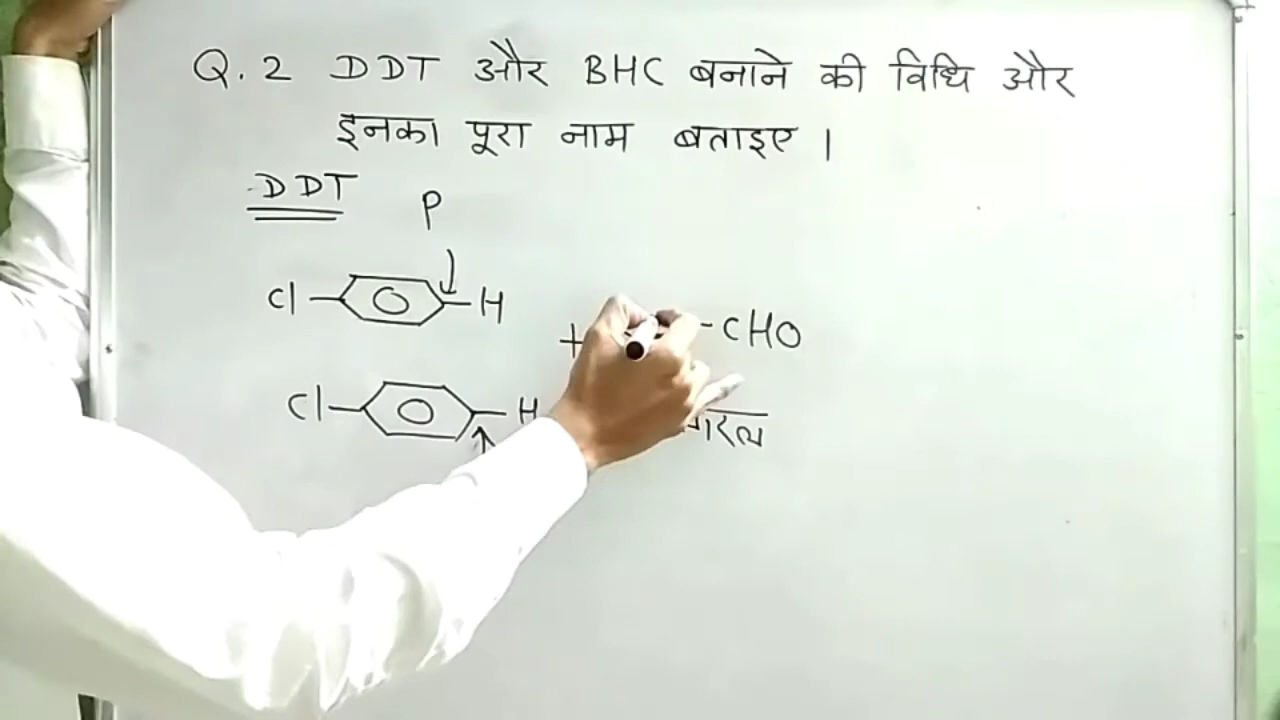 Q.2 DDT और BHC बनाने की विधि और
इनका पूरा नाम बताइए ।
DDT
P
Cl H
+ CHO
Cl H